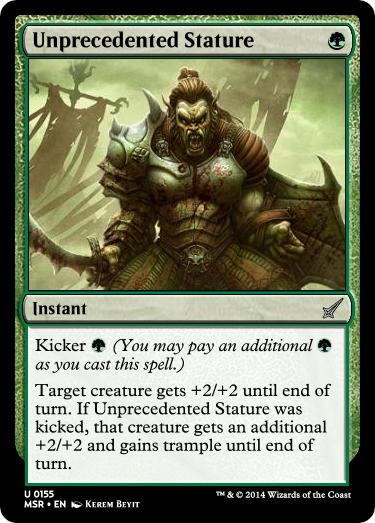 Unprecedented Stature
Instant
Kicker (You may pay an additional
as you cast this spell.)
Target creature gets +2/+2 until end of
turn. If Unprecedented Stature was
kicked, that creature gets an additional
+2/+2 and gains trample until end of
turn.
U 0155
MSR • EN Kerem Beyit
™ & © 2014 Wizards of the Coast